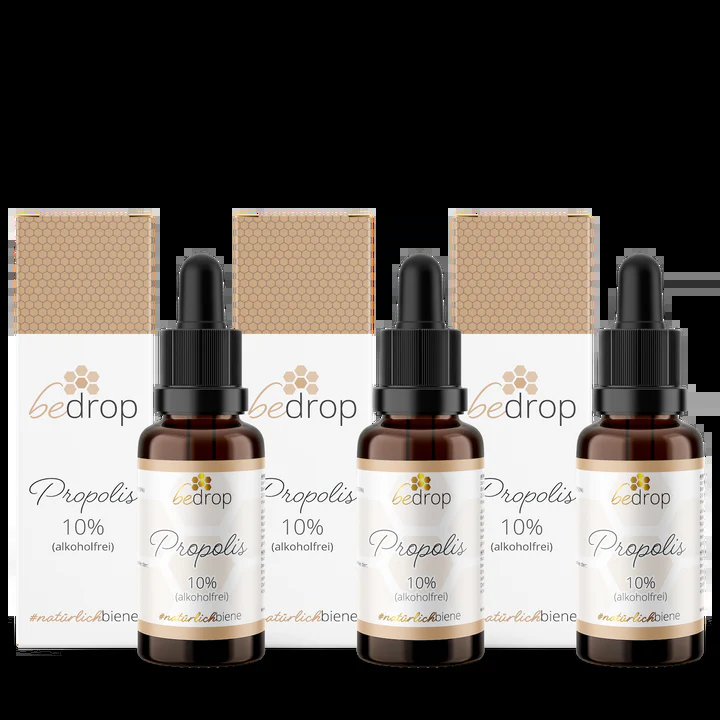 bedrop
Propolis
10%
(alkoholfrei)
#natürlichbiene
bedrop
Propolis
10%
(alkoholfrei)
#natürlichbiene
bedrop
Propolis
10%
(alkoholfrei)
natürlichbiene
bedrop
Propolis
10%
(alkoholfrei)
#natürlichbiene
bedrop
Propolis
10%
(alkoholfrei)
natürlichbiene
bedrop
Propolis
10%
(alkoholfrei)
#natürlichbiene